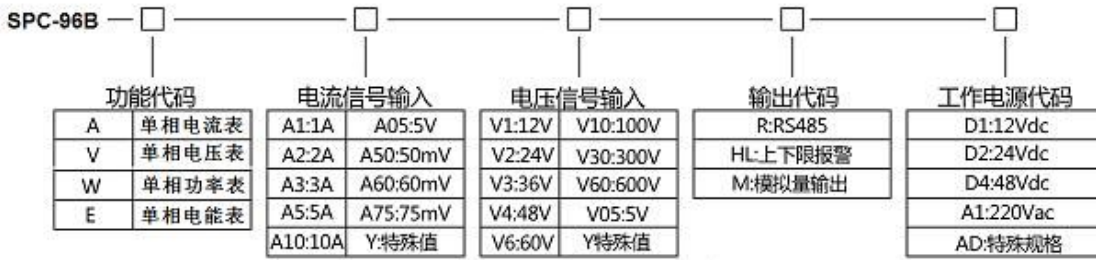 SPC-96B
功能代码 电流信号输入 电压信号输入 输出代码 工作电源代码
A 单相电流表 A1:1A A05:5V V1:12V V10:100V R:RS485 D1:12Vdc
V 单相电压表 A2:2A A50:50mV V2:24V V30:300V HL:上下限报警 D2:24Vdc
W 单相功率表 A3:3A A60:60mV V3:36V V60:600V M:模拟量输出 D4:48Vdc
E 单相电能表 A5:5A A75:75mV V4:48V V05:5V A1:220Vac
A10:10A Y:特殊值 V6:60V Y特殊值 AD:特殊规格